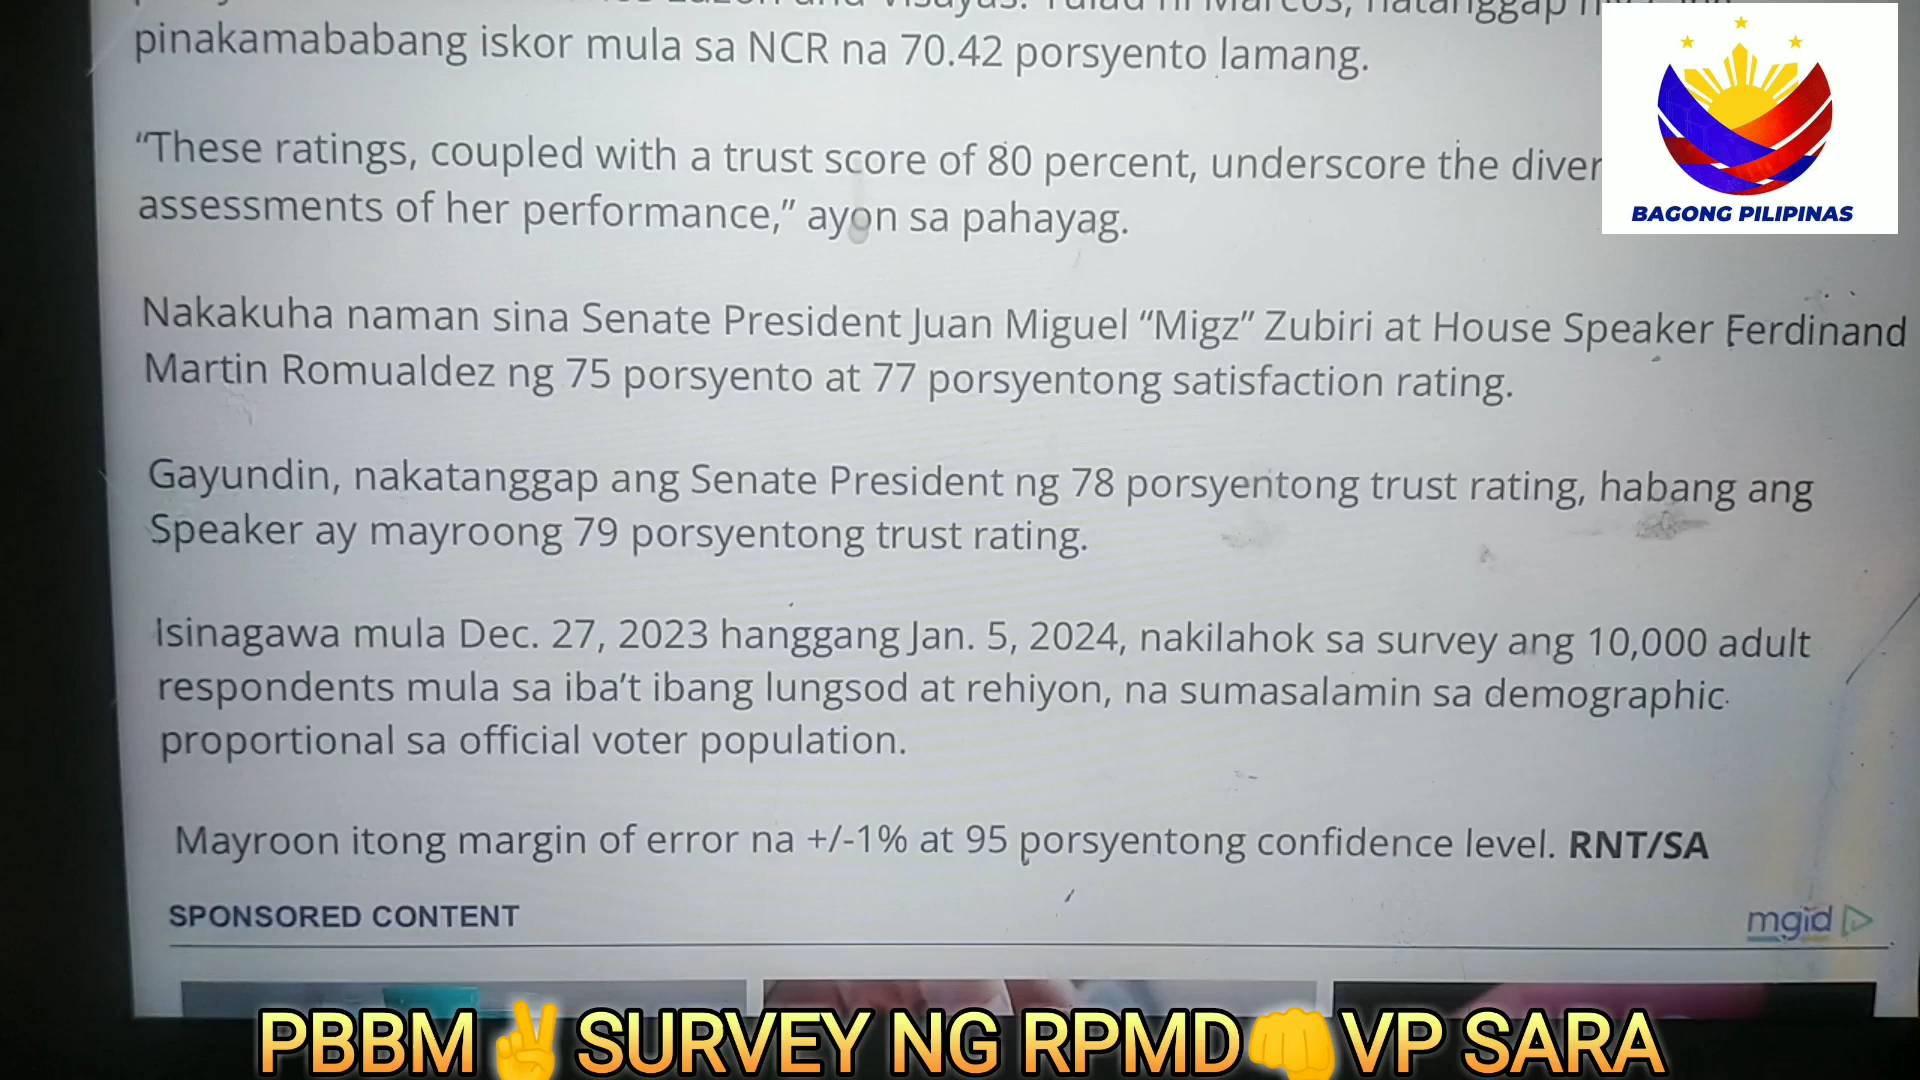 pinakamababang iskor mula sa NCR na 70.42 porsyento lamang.
“These ratings, coupled with a trust score of 80 percent, underscore the
assessments of her performance,” ayon sa pahayag.
Nakakuha naman sina Senate President Juan Miguel “Migz” Zubiri at House Speaker Ferdinand
Martin Romualdez ng 75 porsyento at 77 porsyentong satisfaction rating.
Gayundin, nakatanggap ang Senate President ng 78 porsyentong trust rating, habang ang
Speaker ay mayroong 79 porsyentong trust rating.
Isinagawa mula Dec. 27, 2023 hanggang Jan. 5, 2024, nakilahok sa survey ang 10,000 adult
respondents mula sa iba’t ibang lungsod at rehiyon, na sumasalamin sa demographic
proportional sa official voter population.
Mayroon itong margin of error na +/-1% at 95 porsyentong confidence level. RNT/SA
SPONSORED CONTENT
mgid
BAGONG PILIPINAS
PBBM✌SURVEY NG RPMD👊VP SARA